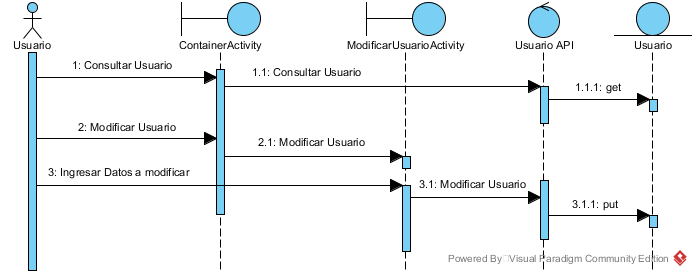 Usuario
ContainerActivity
ModificarUsuarioActivity
Usuario API
Usuario
1: Consultar Usuario
1.1: Consultar Usuario
1.1.1: get
2: Modificar Usuario
2.1: Modificar Usuario
3: Ingresar Datos a modificar
3.1: Modificar Usuario
3.1.1: put
Powered By Visual Paradigm Community Edition